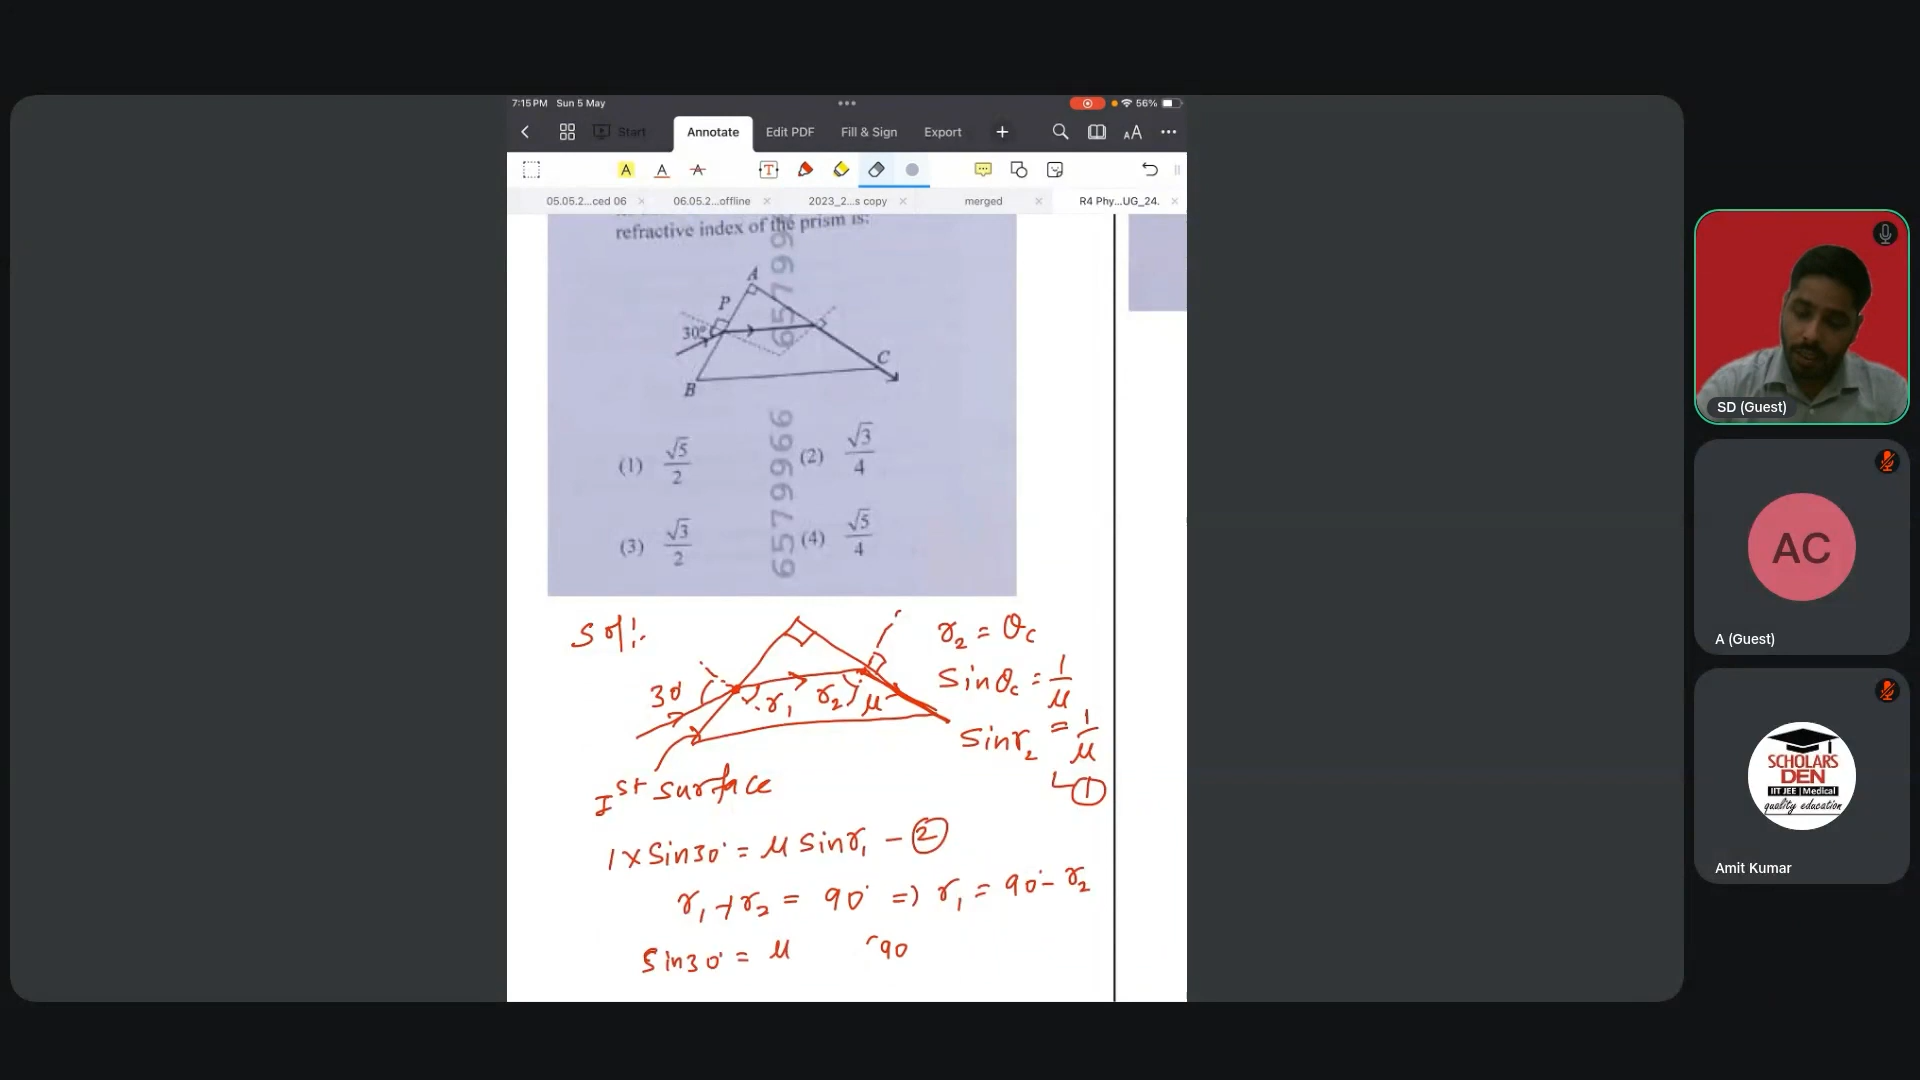 7:15 PM Sun 5 May
56%
Start
Annotate
Edit PDF
Fill & Sign
Export
AA
A A A T
05.05.2...ced 06
06.05.2...offline
2023_2...s copy
merged
R4 Phy...UG_24.
refractive index of the prism is:
A
P
30°
C
B
65799
6579966
(1) √5/2
(2) √3/4
(3) √3/2
(4) √5/4
Sol:
30°
r₁ r₂ μ
r₂ = θc
Sinθc = 1/μ
Sinr₂ = 1/μ
①
Ist surface
1 × Sin30° = μ Sinr₁ - ②
r₁ + r₂ = 90° => r₁ = 90° - r₂
Sin30° = μ (90
SD (Guest)
AC
A (Guest)
SCHOLARS
DEN
IIT JEE | Medical
quality education
Amit Kumar